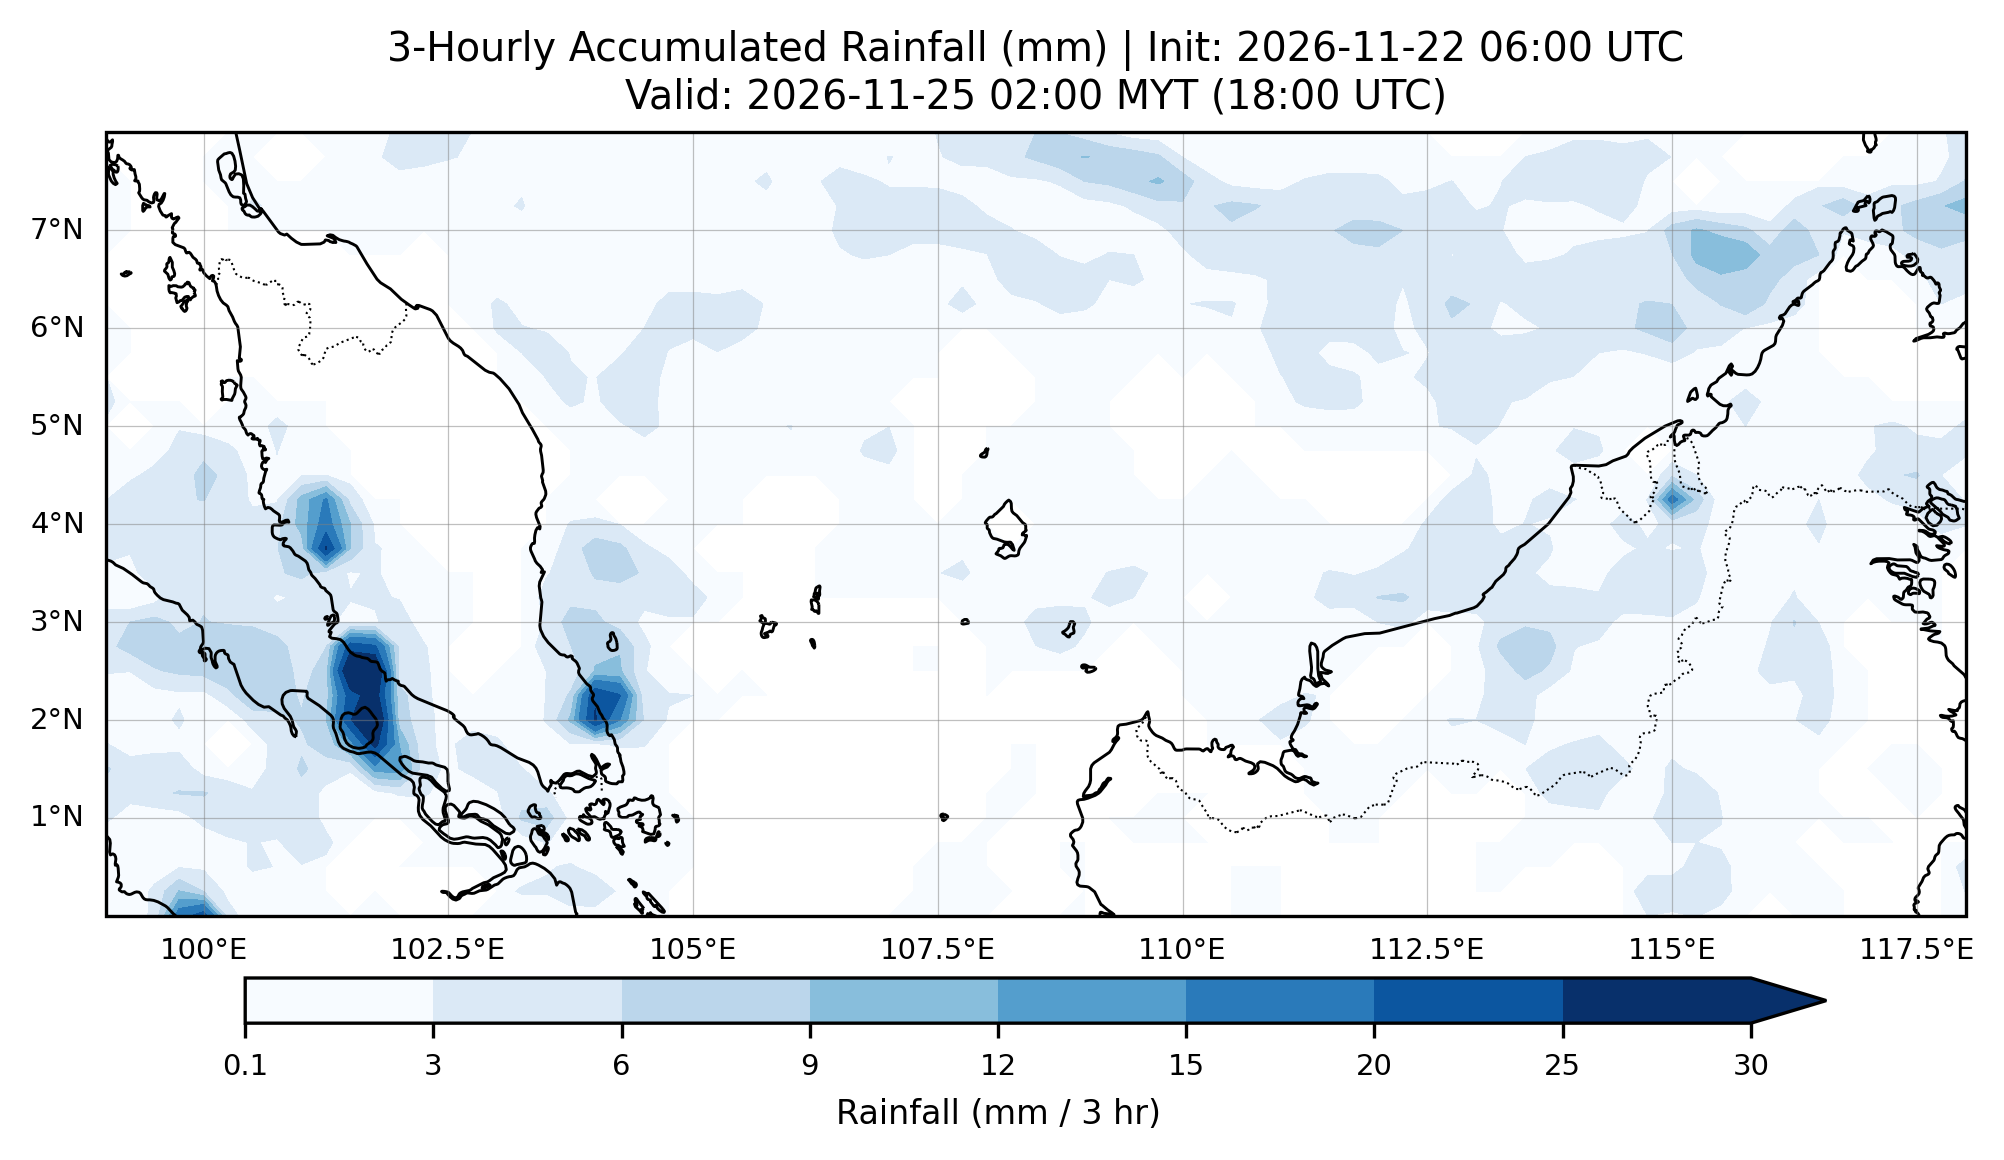 3-Hourly Accumulated Rainfall (mm) | Init: 2026-11-22 06:00 UTC
Valid: 2026-11-25 02:00 MYT (18:00 UTC)
7°N
6°N
5°N
4°N
3°N
2°N
1°N
100°E 102.5°E 105°E 107.5°E 110°E 112.5°E 115°E 117.5°E
0.1 3 6 9 12 15 20 25 30
Rainfall (mm / 3 hr)